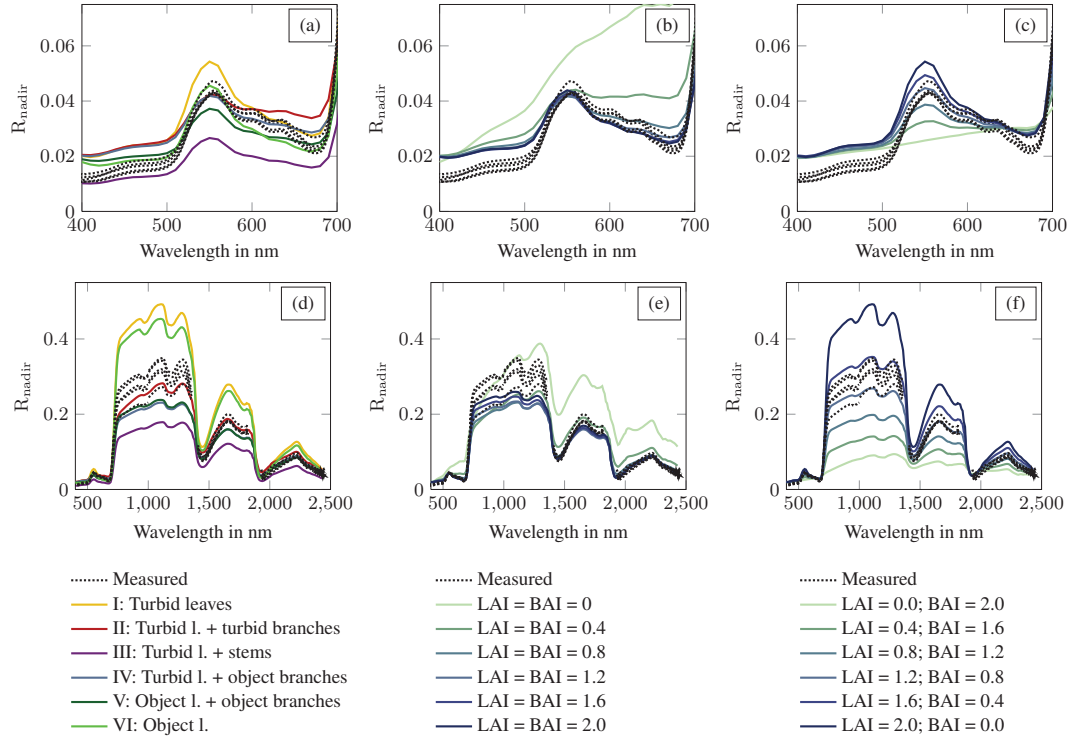 (a)
0.06
0.04
0.02
0
R_nadir
400 500 600 700
Wavelength in nm
(b)
0.06
0.04
0.02
0
R_nadir
400 500 600 700
Wavelength in nm
(c)
0.06
0.04
0.02
0
R_nadir
400 500 600 700
Wavelength in nm
(d)
0.4
0.2
0
R_nadir
500 1,000 1,500 2,000 2,500
Wavelength in nm
(e)
0.4
0.2
0
R_nadir
500 1,000 1,500 2,000 2,500
Wavelength in nm
(f)
0.4
0.2
0
R_nadir
500 1,000 1,500 2,000 2,500
Wavelength in nm
Measured
I: Turbid leaves
II: Turbid l. + turbid branches
III: Turbid l. + stems
IV: Turbid l. + object branches
V: Object l. + object branches
VI: Object l.
Measured
LAI = BAI = 0
LAI = BAI = 0.4
LAI = BAI = 0.8
LAI = BAI = 1.2
LAI = BAI = 1.6
LAI = BAI = 2.0
Measured
LAI = 0.0; BAI = 2.0
LAI = 0.4; BAI = 1.6
LAI = 0.8; BAI = 1.2
LAI = 1.2; BAI = 0.8
LAI = 1.6; BAI = 0.4
LAI = 2.0; BAI = 0.0